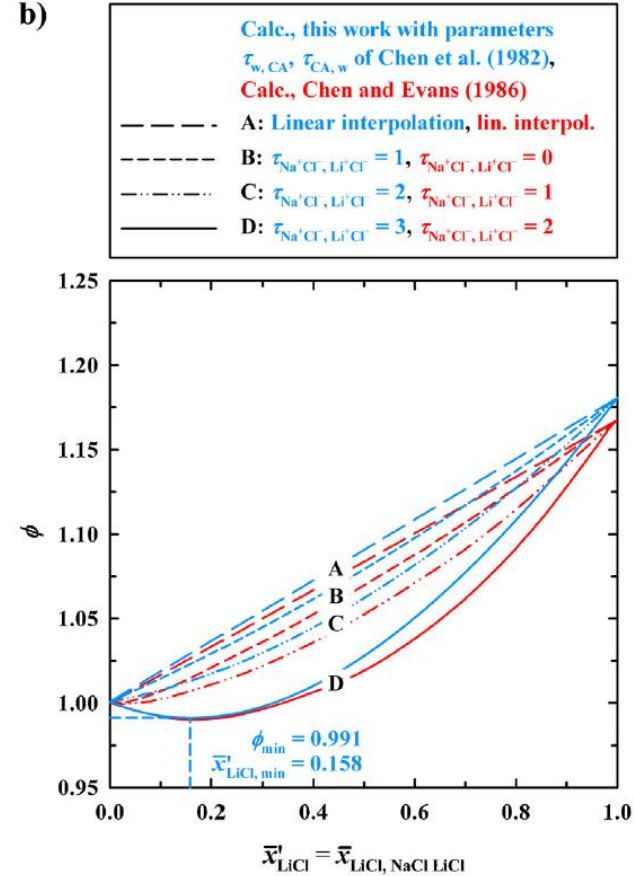 b)
Calc., this work with parameters
τw, CA, τCA, w of Chen et al. (1982),
Calc., Chen and Evans (1986)
A: Linear interpolation, lin. interpol.
B: τNa⁺Cl⁻, Li⁺Cl⁻ = 1, τNa⁺Cl⁻, Li⁺Cl⁻ = 0
C: τNa⁺Cl⁻, Li⁺Cl⁻ = 2, τNa⁺Cl⁻, Li⁺Cl⁻ = 1
D: τNa⁺Cl⁻, Li⁺Cl⁻ = 3, τNa⁺Cl⁻, Li⁺Cl⁻ = 2
1.25
1.20
1.15
1.10
1.05
1.00
0.95
ϕ
A
B
C
D
ϕmin = 0.991
x̄′LiCl, min = 0.158
0.0 0.2 0.4 0.6 0.8 1.0
x̄′LiCl = x̄LiCl, NaCl LiCl